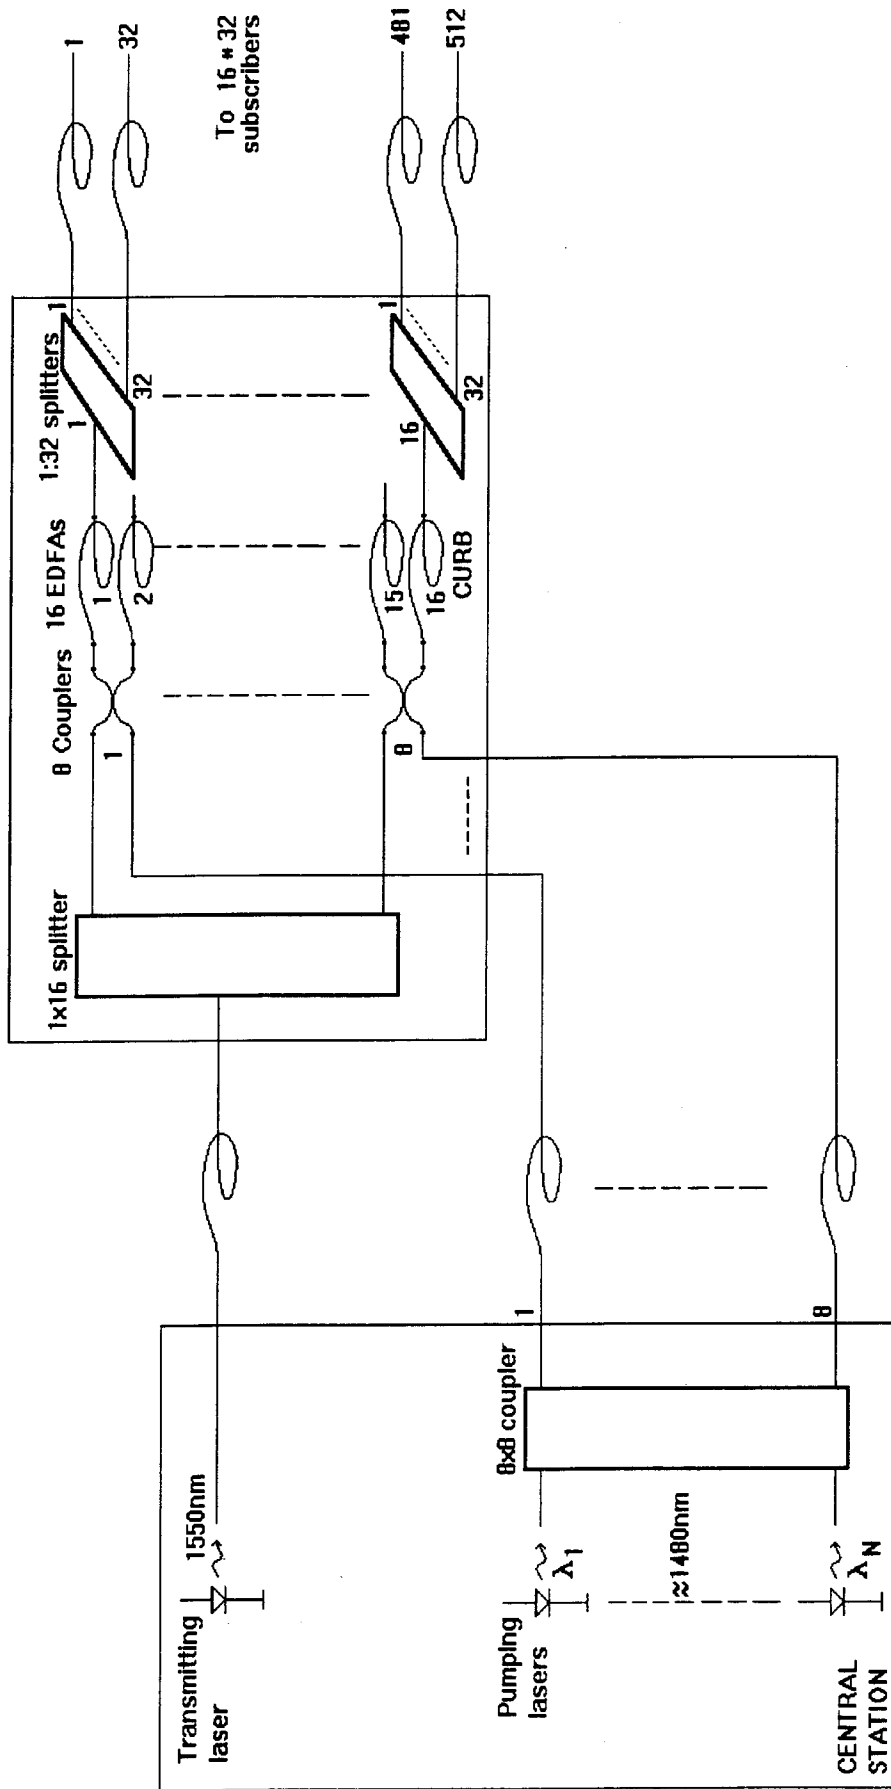 Transmitting
laser
1550nm
Pumping
lasers
λ1
≈1480nm
λN
CENTRAL
STATION
8x8 coupler
1
8
1x16 splitter
8 Couplers
1
8
16 EDFAs
1
2
15
16
CURB
1:32 splitters
1
1
32
16
1
32
1
32
To 16 * 32
subscribers
481
512